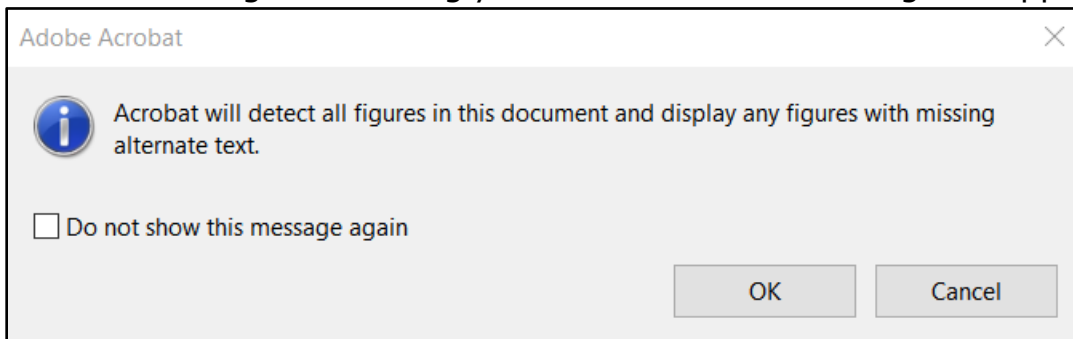 Adobe Acrobat
Acrobat will detect all figures in this document and display any figures with missing
alternate text.
Do not show this message again
OK
Cancel